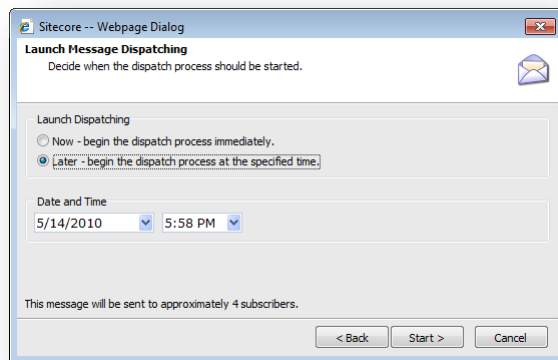 Sitecore -- Webpage Dialog
Launch Message Dispatching
Decide when the dispatch process should be started.
Launch Dispatching
Now - begin the dispatch process immediately.
Later - begin the dispatch process at the specified time.
Date and Time
5/14/2010 5:58 PM
This message will be sent to approximately 4 subscribers.
< Back Start > Cancel